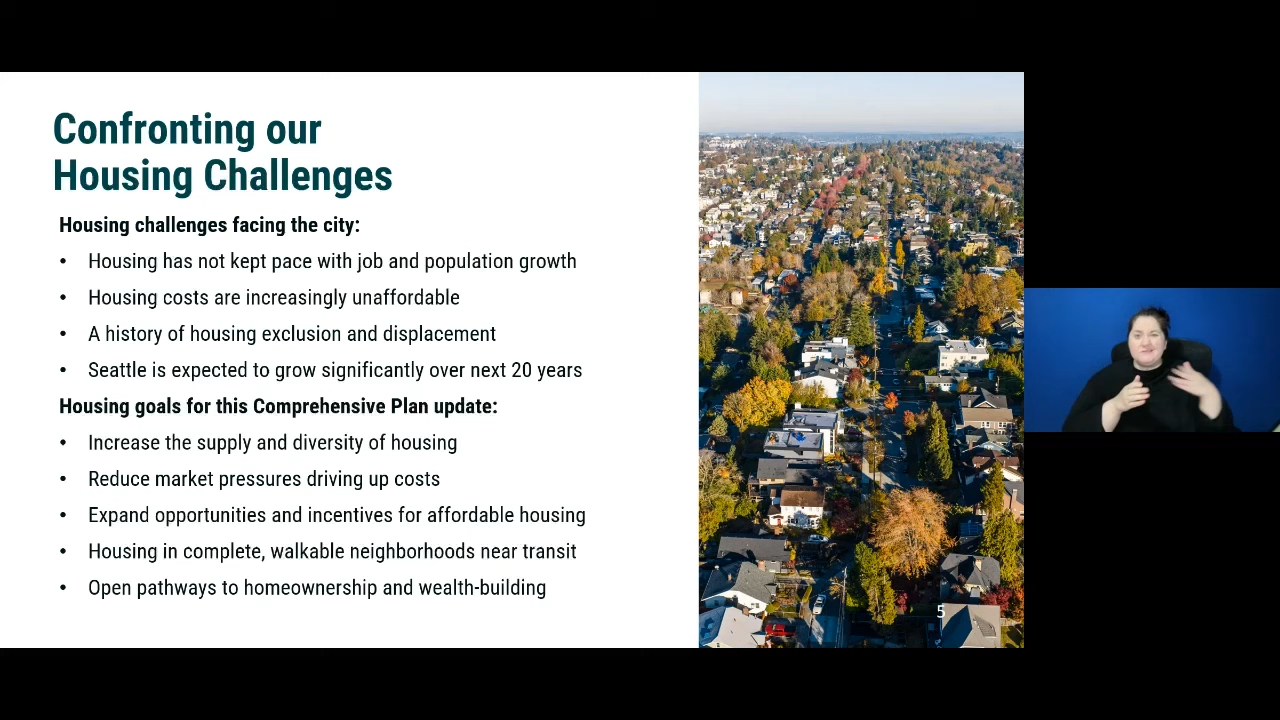 Confronting our
Housing Challenges
Housing challenges facing the city:
• Housing has not kept pace with job and population growth
• Housing costs are increasingly unaffordable
• A history of housing exclusion and displacement
• Seattle is expected to grow significantly over next 20 years
Housing goals for this Comprehensive Plan update:
• Increase the supply and diversity of housing
• Reduce market pressures driving up costs
• Expand opportunities and incentives for affordable housing
• Housing in complete, walkable neighborhoods near transit
• Open pathways to homeownership and wealth-building
5